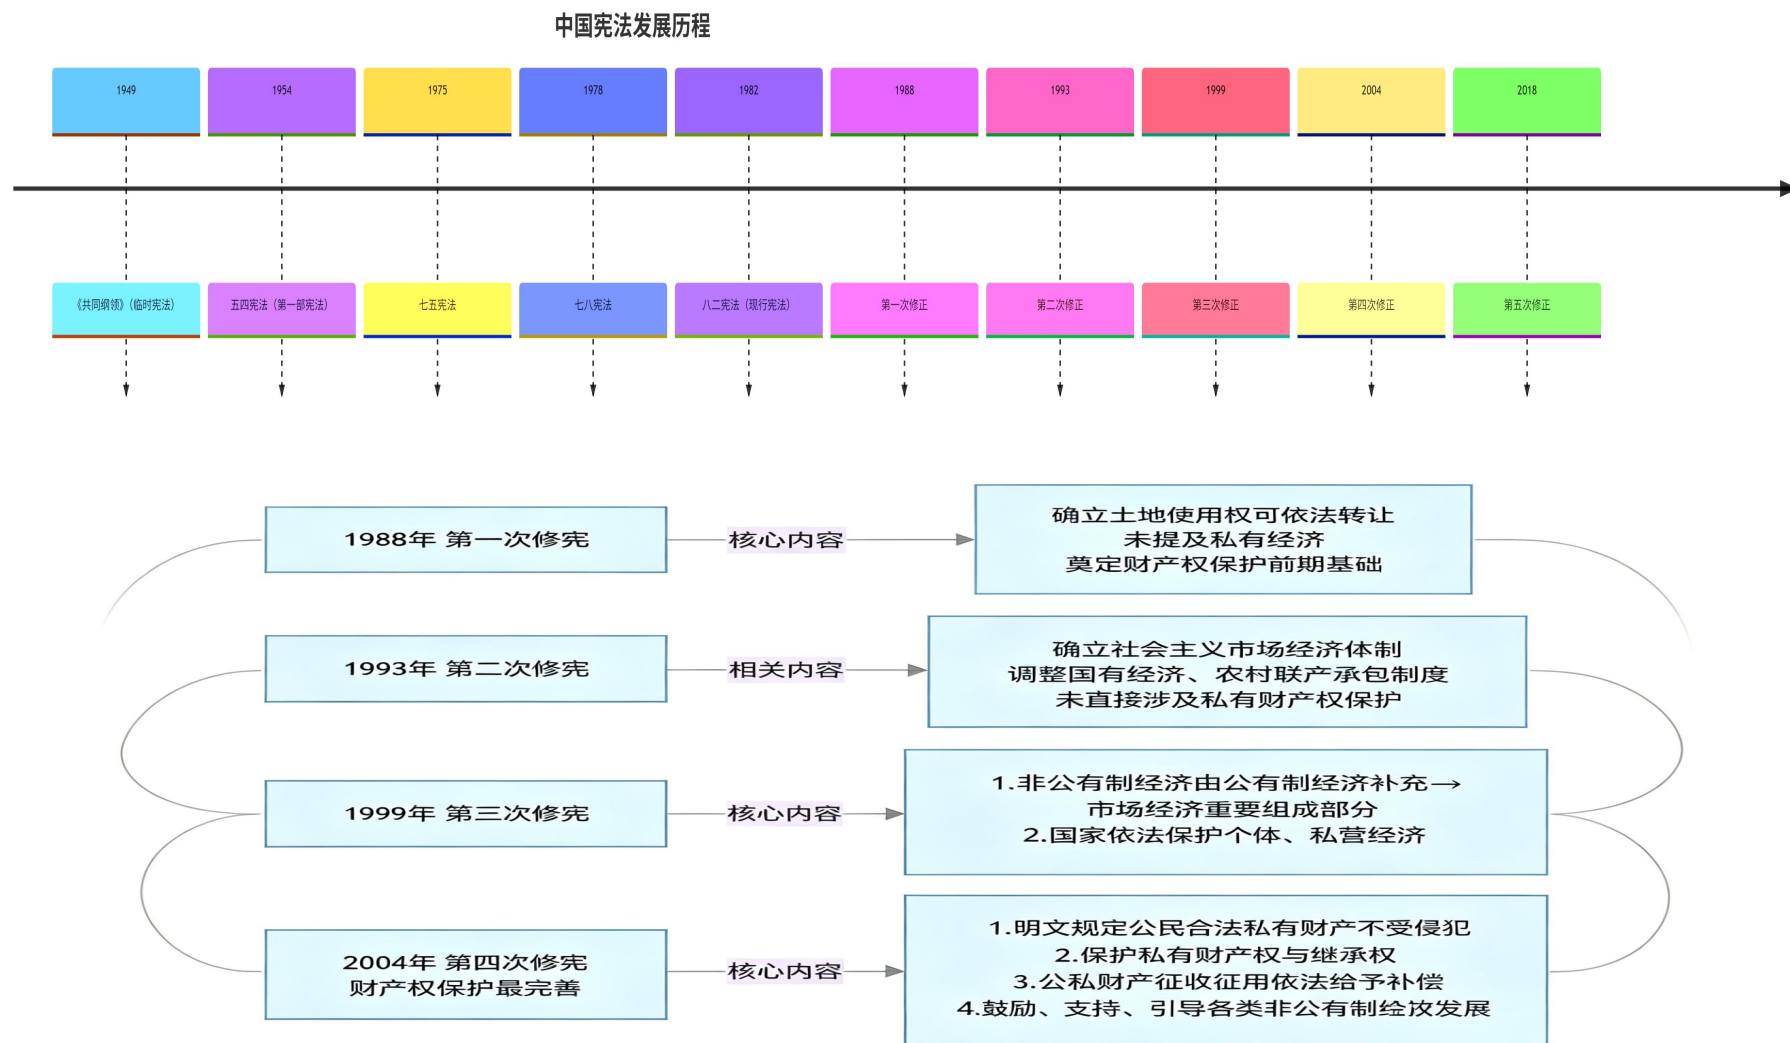 中国宪法发展历程
1949
1954
1975
1978
1982
1988
1993
1999
2004
2018
《共同纲领》（临时宪法）
五四宪法（第一部宪法）
七五宪法
七八宪法
八二宪法（现行宪法）
第一次修正
第二次修正
第三次修正
第四次修正
第五次修正
1988年 第一次修宪
核心内容
确立土地使用权可依法转让
未提及私有经济
奠定财产权保护前期基础
1993年 第二次修宪
相关内容
确立社会主义市场经济体制
调整国有经济、农村联产承包制度
未直接涉及私有财产权保护
1999年 第三次修宪
核心内容
1.非公有制经济由公有制经济补充→
市场经济重要组成部分
2.国家依法保护个体、私营经济
2004年 第四次修宪
财产权保护最完善
核心内容
1.明文规定公民合法私有财产不受侵犯
2.保护私有财产权与继承权
3.公私财产征收征用依法给予补偿
4.鼓励、支持、引导各类非公有制发展